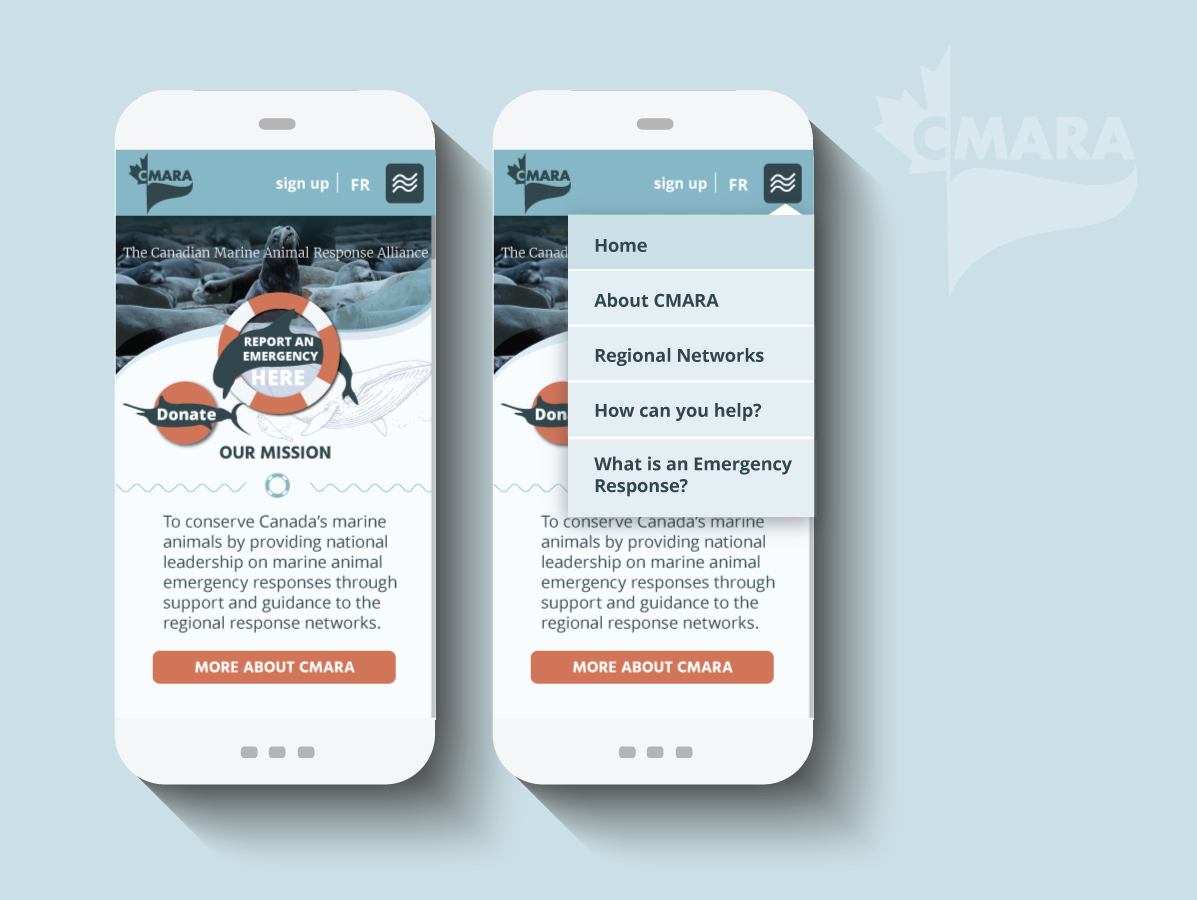 CMARA
CMARA
sign up
FR
The Canadian Marine Animal Response Alliance
REPORT AN
EMERGENCY
HERE
Donate
OUR MISSION
To conserve Canada's marine
animals by providing national
leadership on marine animal
emergency responses through
support and guidance to the
regional response networks.
MORE ABOUT CMARA
CMARA
sign up
FR
The Canad
Home
About CMARA
Regional Networks
How can you help?
What is an Emergency
Response?
Don
To conserve Canada's marine
animals by providing national
leadership on marine animal
emergency responses through
support and guidance to the
regional response networks.
MORE ABOUT CMARA